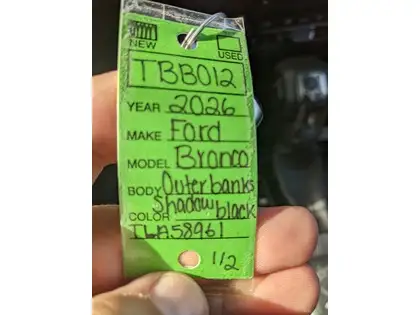 NEW USED
TBB012
YEAR 2026
MAKE Ford
MODEL Bronco
BODY Outerbanks
COLOR Shadow black
TLA58961
1/2